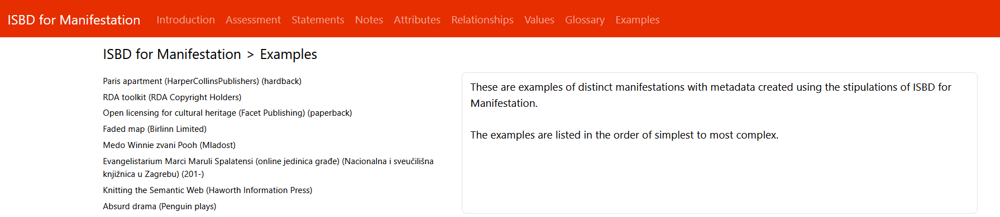 ISBD for Manifestation Introduction Assessment Statements Notes Attributes Relationships Values Glossary Examples
ISBD for Manifestation > Examples
Paris apartment (HarperCollinsPublishers) (hardback)
RDA toolkit (RDA Copyright Holders)
Open licensing for cultural heritage (Facet Publishing) (paperback)
Faded map (Birlinn Limited)
Medo Winnie zvani Pooh (Mladost)
Evangelistarium Marci Maruli Spalatensi (online jedinica građe) (Nacionalna i sveučilišna
knjižnica u Zagrebu) (201-)
Knitting the Semantic Web (Haworth Information Press)
Absurd drama (Penguin plays)
These are examples of distinct manifestations with metadata created using the stipulations of ISBD for
Manifestation.
The examples are listed in the order of simplest to most complex.